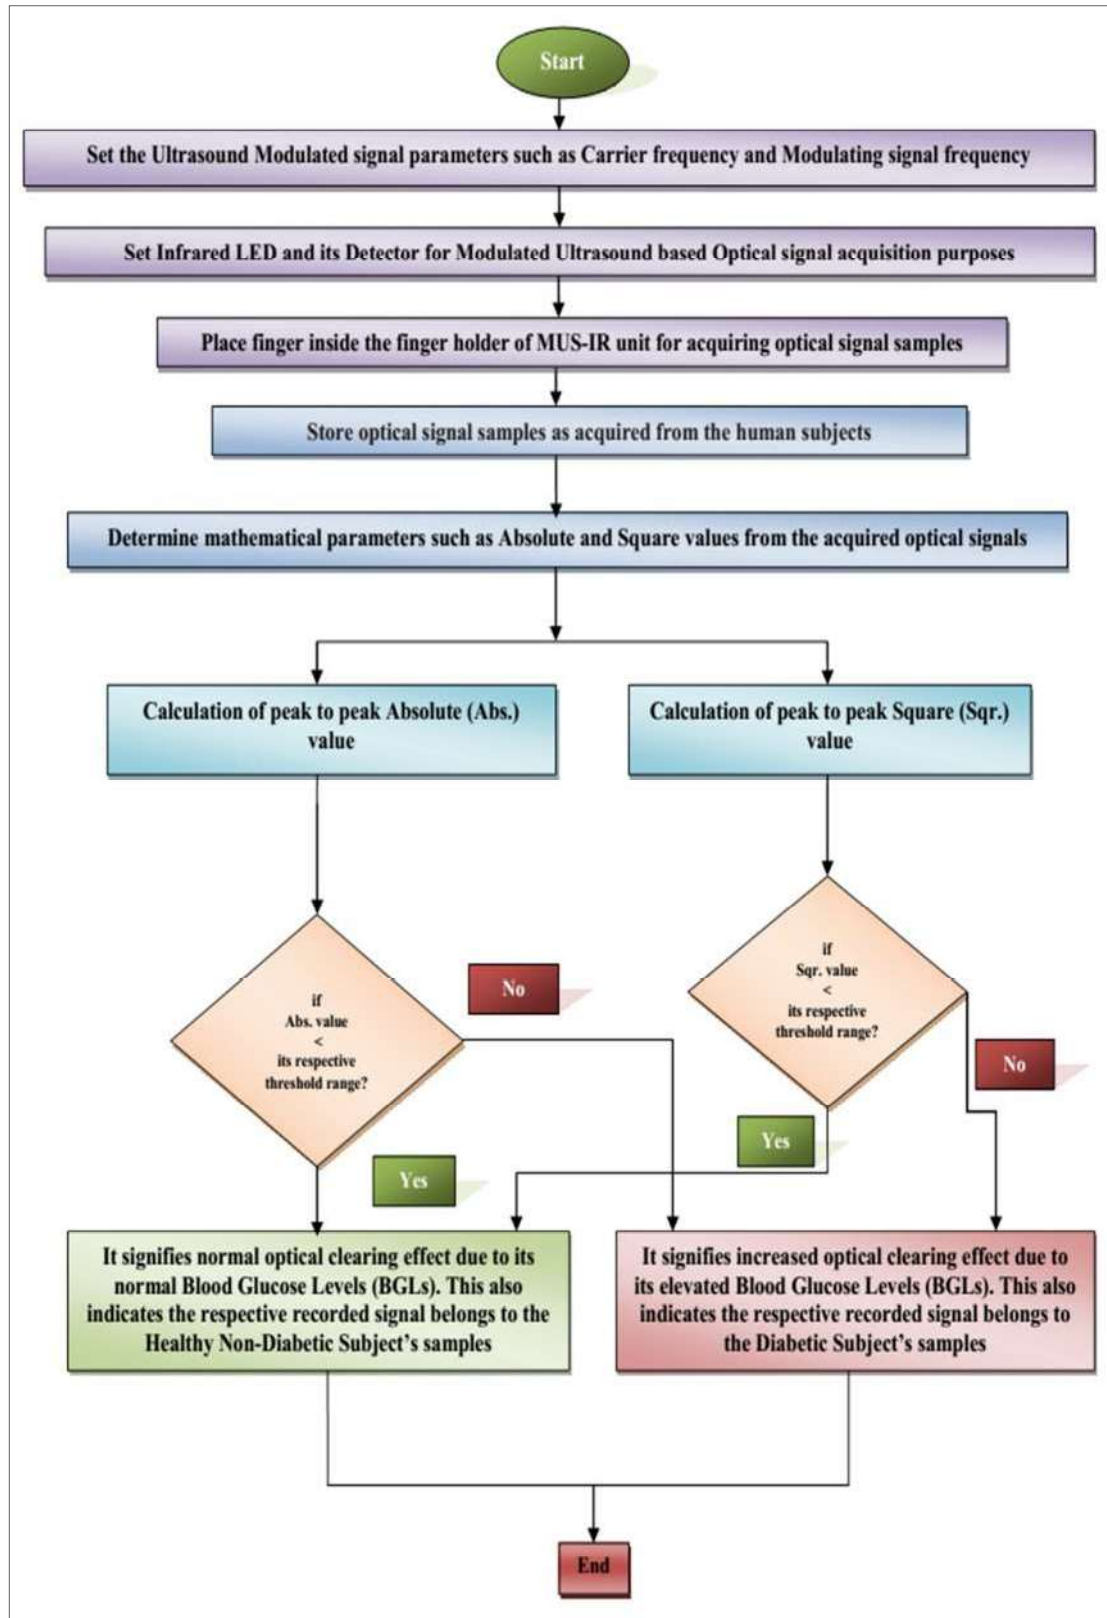 Start
Set the Ultrasound Modulated signal parameters such as Carrier frequency and Modulating signal frequency
Set Infrared LED and its Detector for Modulated Ultrasound based Optical signal acquisition purposes
Place finger inside the finger holder of MUS-IR unit for acquiring optical signal samples
Store optical signal samples as acquired from the human subjects
Determine mathematical parameters such as Absolute and Square values from the acquired optical signals
Calculation of peak to peak Absolute (Abs.)
value
Calculation of peak to peak Square (Sqr.)
value
if
Abs. value
<
its respective
threshold range?
No
if
Sqr. value
<
its respective
threshold range?
No
Yes
Yes
It signifies normal optical clearing effect due to its
normal Blood Glucose Levels (BGLs). This also
indicates the respective recorded signal belongs to the
Healthy Non-Diabetic Subject's samples
It signifies increased optical clearing effect due to
its elevated Blood Glucose Levels (BGLs). This also
indicates the respective recorded signal belongs to
the Diabetic Subject's samples
End